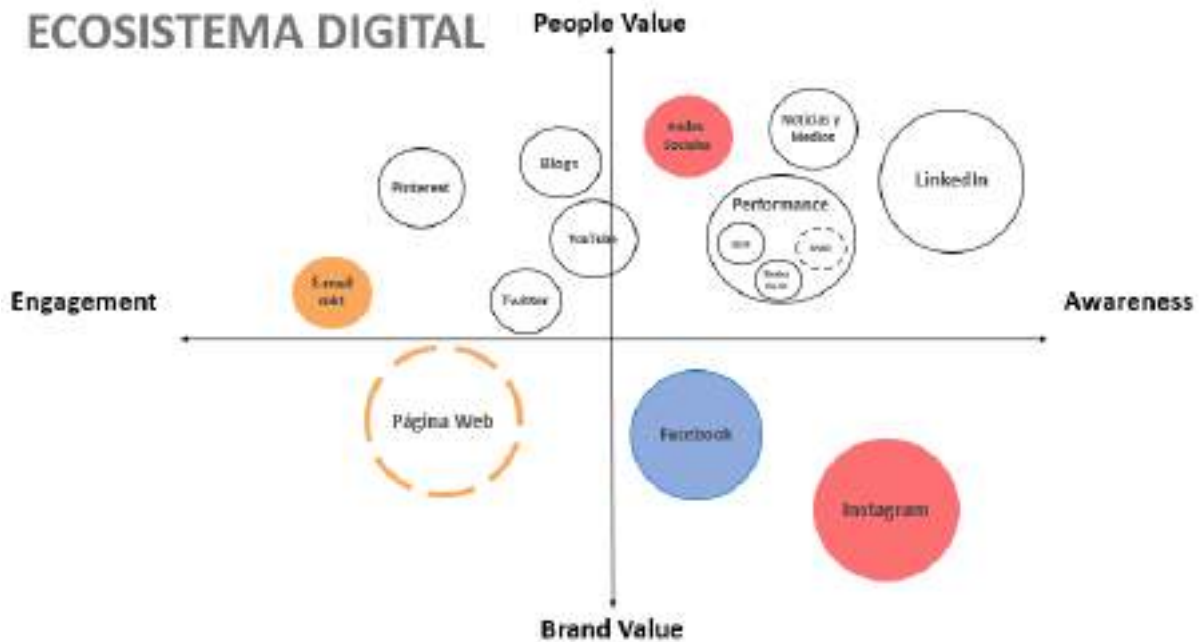 ECOSISTEMA DIGITAL
People Value
Redes
Sociales
Noticias y
Medios
Blogs
LinkedIn
Pinterest
Performance
YouTube
E-mail
mkt
Twitter
Engagement
Awareness
Página Web
Facebook
Instagram
Brand Value